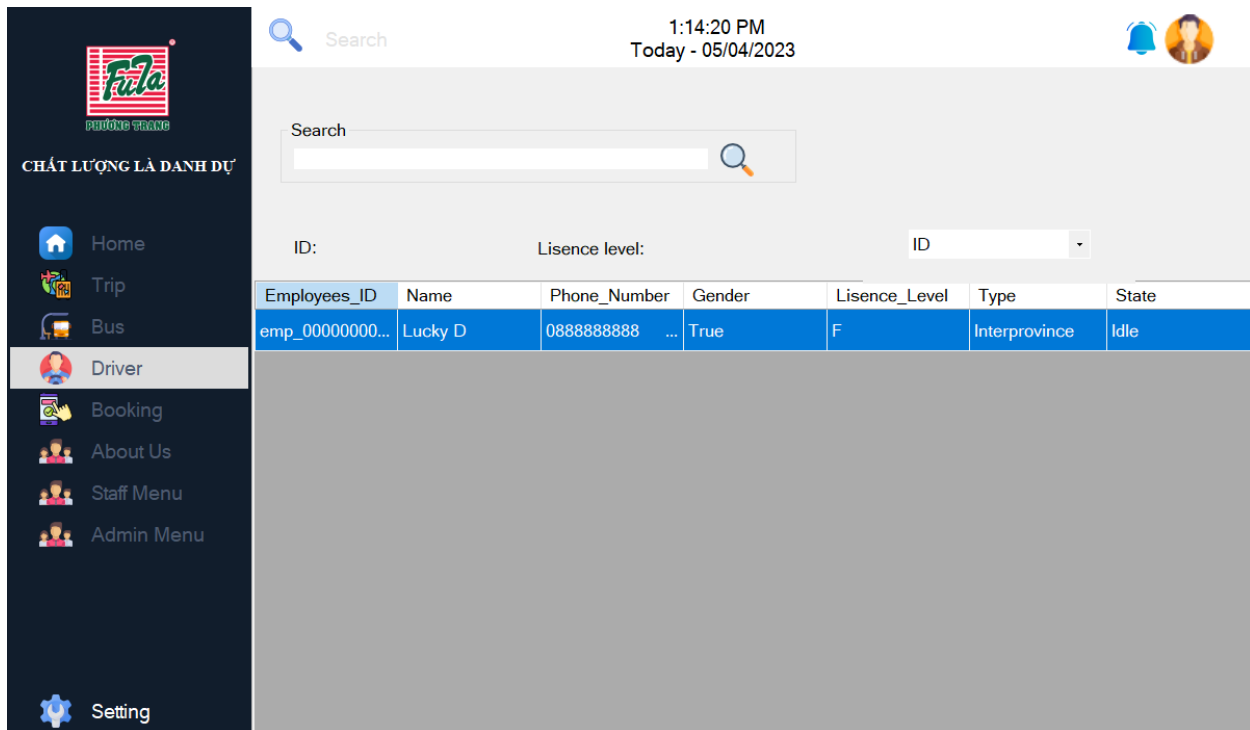 FuTa
PHƯƠNG TRANG
CHẤT LƯỢNG LÀ DANH DỰ
Home
Trip
Bus
Driver
Booking
About Us
Staff Menu
Admin Menu
Setting
Search
1:14:20 PM
Today - 05/04/2023
Search
ID:
Lisence level:
ID
Employees_ID Name Phone_Number Gender Lisence_Level Type State
emp_00000000... Lucky D 0888888888 ... True F Interprovince Idle